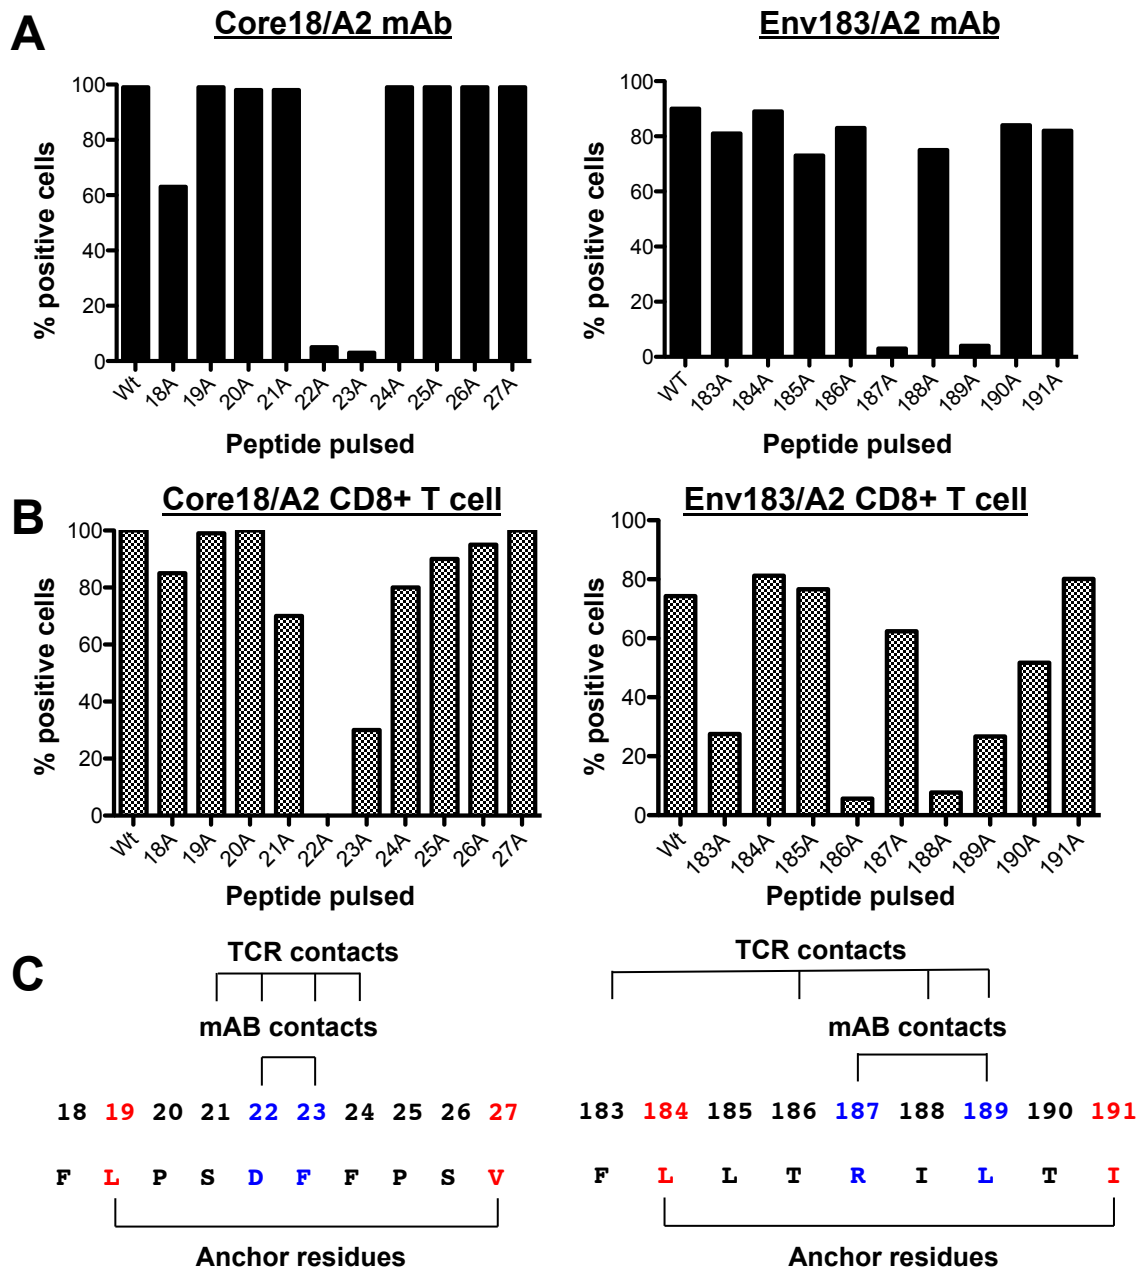 A
Core18/A2 mAb
Env183/A2 mAb
% positive cells
100
80
60
40
20
0
Wt 18A 19A 20A 21A 22A 23A 24A 25A 26A 27A
Peptide pulsed
% positive cells
100
80
60
40
20
0
WT 183A 184A 185A 186A 187A 188A 189A 190A 191A
Peptide pulsed
B
Core18/A2 CD8+ T cell
Env183/A2 CD8+ T cell
% positive cells
100
80
60
40
20
0
Wt 18A 19A 20A 21A 22A 23A 24A 25A 26A 27A
Peptide pulsed
% positive cells
100
80
60
40
20
0
Wt 183A 184A 185A 186A 187A 188A 189A 190A 191A
Peptide pulsed
C
TCR contacts
mAB contacts
18 19 20 21 22 23 24 25 26 27
F L P S D F F P S V
Anchor residues
TCR contacts
mAB contacts
183 184 185 186 187 188 189 190 191
F L L T R I L T I
Anchor residues